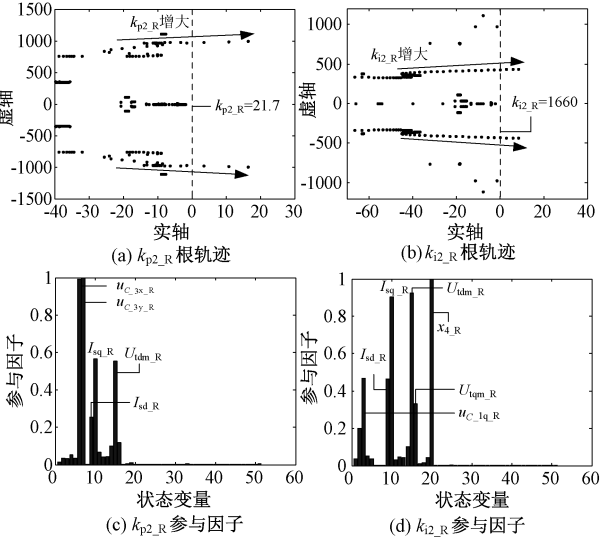 1500
1000
500
0
-500
-1000
-1500
虚轴
k_p2_R增大
k_p2_R=21.7
-40 -30 -20 -10 0 10 20 30
实轴
(a) k_p2_R 根轨迹
1000
500
0
-500
-1000
虚轴
k_i2_R增大
k_i2_R=1660
-60 -40 -20 0 20 40
实轴
(b) k_i2_R 根轨迹
1
0.8
0.6
0.4
0.2
0
参与因子
u_C_3x_R
u_C_3y_R
I_sq_R
U_tdm_R
I_sd_R
0 10 20 30 40 50 60
状态变量
(c) k_p2_R 参与因子
1
0.8
0.6
0.4
0.2
0
参与因子
I_sq_R
U_tdm_R
x_4_R
I_sd_R
U_tqm_R
u_C_1q_R
0 10 20 30 40 50 60
状态变量
(d) k_i2_R 参与因子